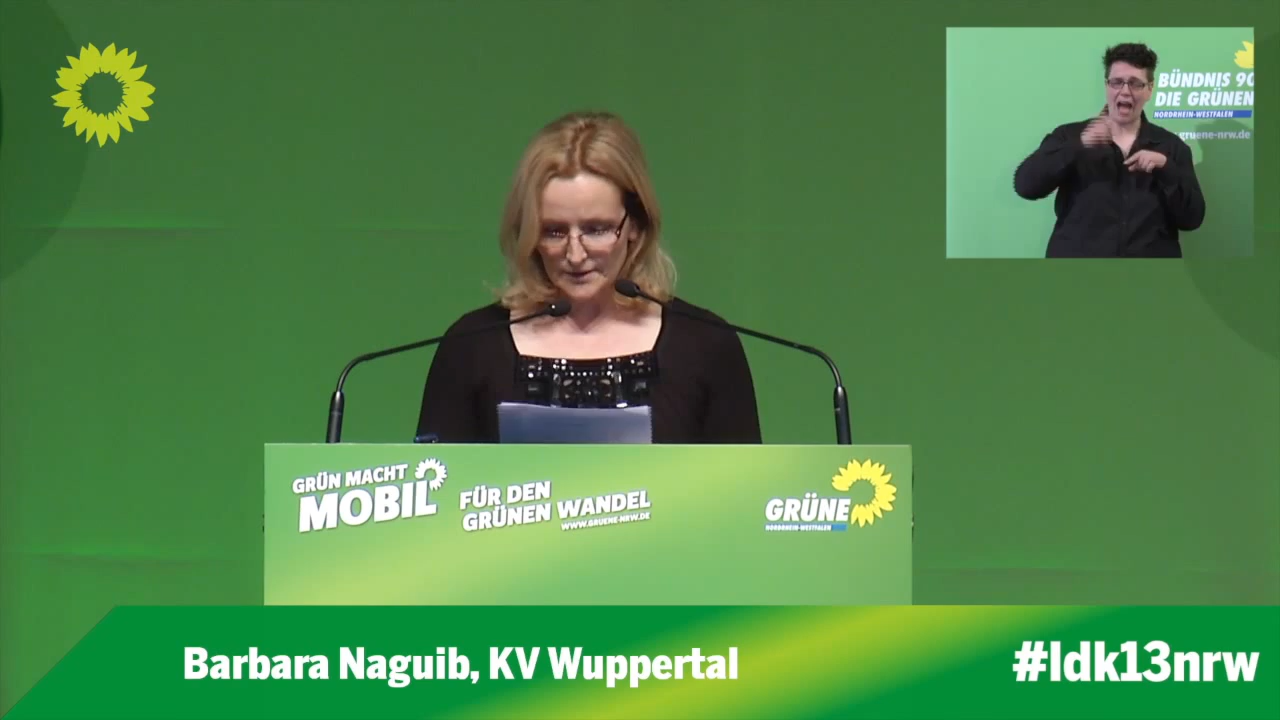 BÜNDNIS 90
DIE GRÜNEN
NORDRHEIN-WESTFALEN
.gruene-nrw.de
GRÜN MACHT
MOBIL
FÜR DEN
GRÜNEN WANDEL
WWW.GRUENE-NRW.DE
GRÜNE
NORDRHEIN-WESTFALEN
Barbara Naguib, KV Wuppertal
#ldk13nrw